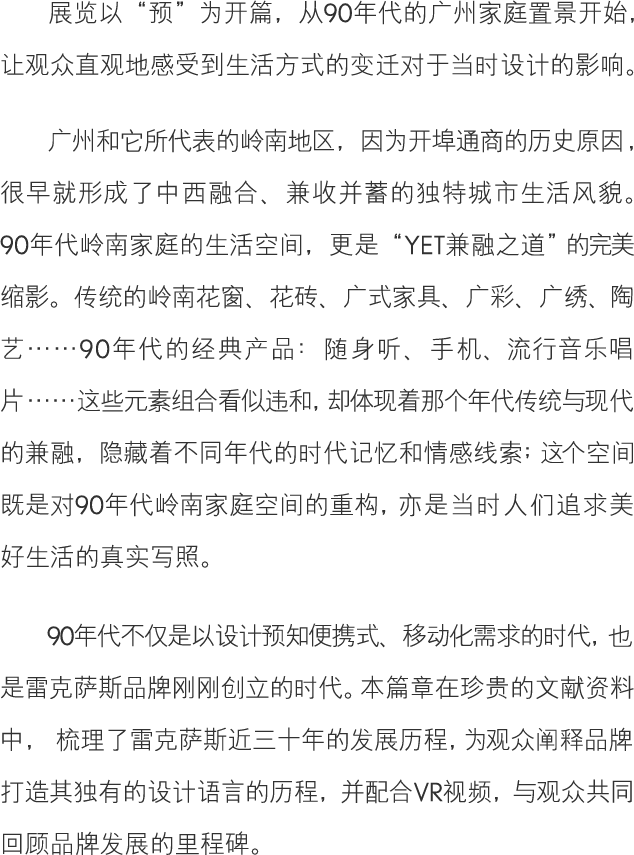 展览以“预”为开篇，从90年代的广州家庭置景开始，
让观众直观地感受到生活方式的变迁对于当时设计的影响。
广州和它所代表的岭南地区，因为开埠通商的历史原因，
很早就形成了中西融合、兼收并蓄的独特城市生活风貌。
90年代岭南家庭的生活空间，更是“YET兼融之道”的完美
缩影。传统的岭南花窗、花砖、广式家具、广彩、广绣、陶
艺……90年代的经典产品：随身听、手机、流行音乐唱
片……这些元素组合看似违和，却体现着那个年代传统与现代
的兼融，隐藏着不同年代的时代记忆和情感线索；这个空间
既是对90年代岭南家庭空间的重构，亦是当时人们追求美
好生活的真实写照。
90年代不仅是以设计预知便携式、移动化需求的时代，也
是雷克萨斯品牌刚刚创立的时代。本篇章在珍贵的文献资料
中， 梳理了雷克萨斯近三十年的发展历程，为观众阐释品牌
打造其独有的设计语言的历程，并配合VR视频，与观众共同
回顾品牌发展的里程碑。